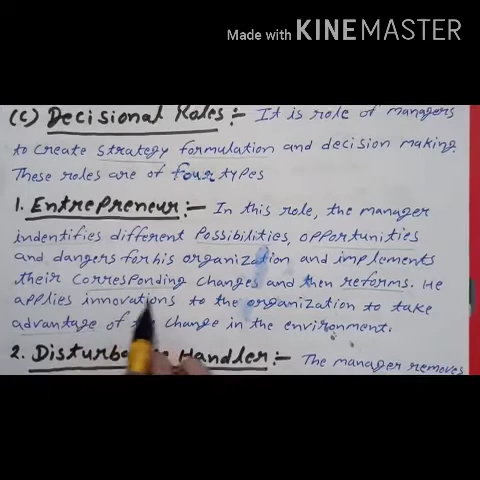 Made with KINEMASTER
(C) Decisional Roles :- It is role of managers
to create strategy formulation and decision making.
These roles are of four types
1. Entrepreneur :- In this role, the manager
indentifies different Possibilities, opportunities
and dangers for his organization and implements
their corresponding changes and then reforms. He
applies innovations to the organization to take
advantage of change in the environment.
2. Handler :- The manager removes